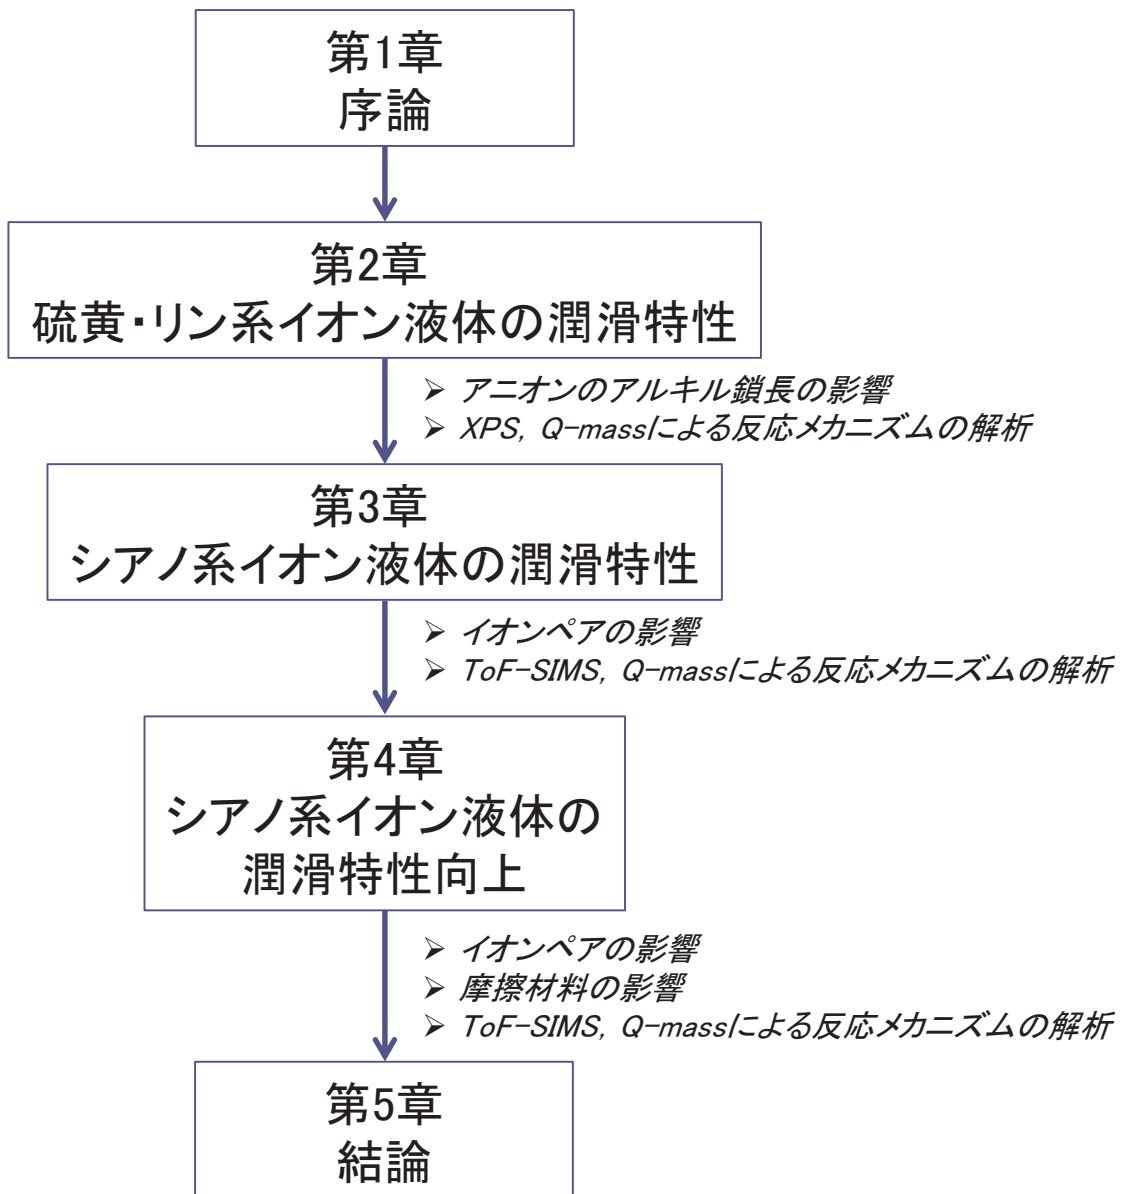 第1章
序論
第2章
硫黄・リン系イオン液体の潤滑特性
➢ アニオンのアルキル鎖長の影響
➢ XPS, Q-massによる反応メカニズムの解析
第3章
シアノ系イオン液体の潤滑特性
➢ イオンペアの影響
➢ ToF-SIMS, Q-massによる反応メカニズムの解析
第4章
シアノ系イオン液体の
潤滑特性向上
➢ イオンペアの影響
➢ 摩擦材料の影響
➢ ToF-SIMS, Q-massによる反応メカニズムの解析
第5章
結論